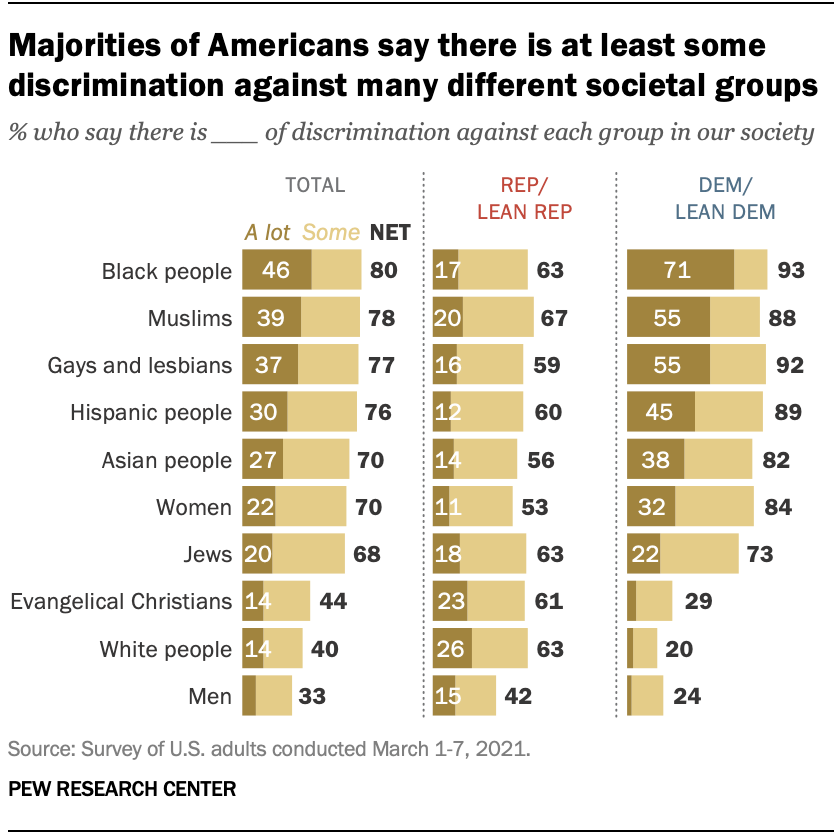 Majorities of Americans say there is at least some
discrimination against many different societal groups
% who say there is ____ of discrimination against each group in our society
TOTAL
REP/
LEAN REP
DEM/
LEAN DEM
A lot Some NET
Black people 46 80 17 63 71 93
Muslims 39 78 20 67 55 88
Gays and lesbians 37 77 16 59 55 92
Hispanic people 30 76 12 60 45 89
Asian people 27 70 14 56 38 82
Women 22 70 11 53 32 84
Jews 20 68 18 63 22 73
Evangelical Christians 14 44 23 61 29
White people 14 40 26 63 20
Men 33 15 42 24
Source: Survey of U.S. adults conducted March 1-7, 2021.
PEW RESEARCH CENTER